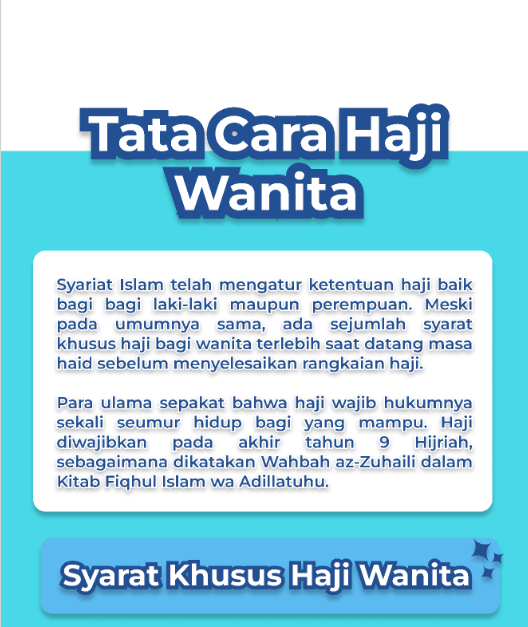 Tata Cara Haji
Wanita
Syariat Islam telah mengatur ketentuan haji baik
bagi bagi laki-laki maupun perempuan. Meski
pada umumnya sama, ada sejumlah syarat
khusus haji bagi wanita terlebih saat datang masa
haid sebelum menyelesaikan rangkaian haji.
Para ulama sepakat bahwa haji wajib hukumnya
sekali seumur hidup bagi yang mampu. Haji
diwajibkan pada akhir tahun 9 Hijriah,
sebagaimana dikatakan Wahbah az-Zuhaili dalam
Kitab Fiqhul Islam wa Adillatuhu.
Syarat Khusus Haji Wanita